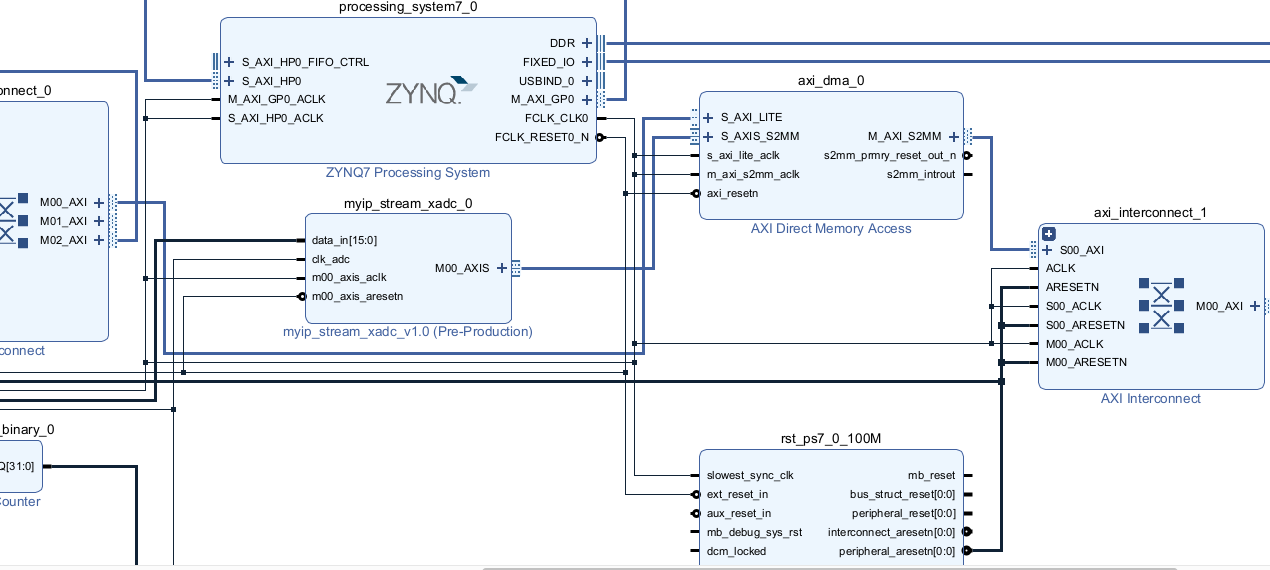 processing_system7_0
S_AXI_HP0_FIFO_CTRL
S_AXI_HP0
M_AXI_GP0_ACLK
S_AXI_HP0_ACLK
ZYNQ.
DDR
FIXED_IO
USBIND_0
M_AXI_GP0
FCLK_CLK0
FCLK_RESET0_N
ZYNQ7 Processing System
axi_dma_0
S_AXI_LITE
S_AXIS_S2MM
s_axi_lite_aclk
m_axi_s2mm_aclk
axi_resetn
M_AXI_S2MM
s2mm_prmry_reset_out_n
s2mm_introut
AXI Direct Memory Access
onnect_0
M00_AXI
M01_AXI
M02_AXI
connect
myip_stream_xadc_0
data_in[15:0]
clk_adc
m00_axis_aclk
m00_axis_aresetn
M00_AXIS
myip_stream_xadc_v1.0 (Pre-Production)
axi_interconnect_1
S00_AXI
ACLK
ARESETN
S00_ACLK
S00_ARESETN
M00_ACLK
M00_ARESETN
M00_AXI
AXI Interconnect
_binary_0
Q[31:0]
Counter
rst_ps7_0_100M
slowest_sync_clk
ext_reset_in
aux_reset_in
mb_debug_sys_rst
dcm_locked
mb_reset
bus_struct_reset[0:0]
peripheral_reset[0:0]
interconnect_aresetn[0:0]
peripheral_aresetn[0:0]